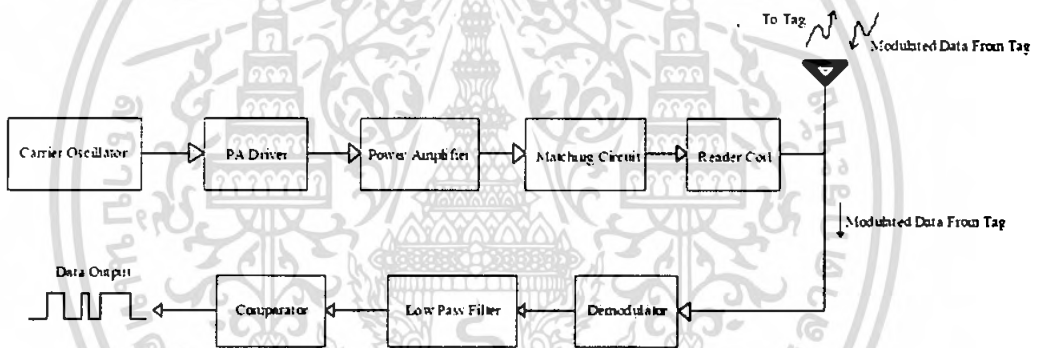 To Tag
Modulated Data From Tag
Carrier Oscillator
PA Driver
Power Amplifier
Matching Circuit
Reader Coil
Modulated Data From Tag
Data Output
Comparator
Low Pass Filter
Demodulator